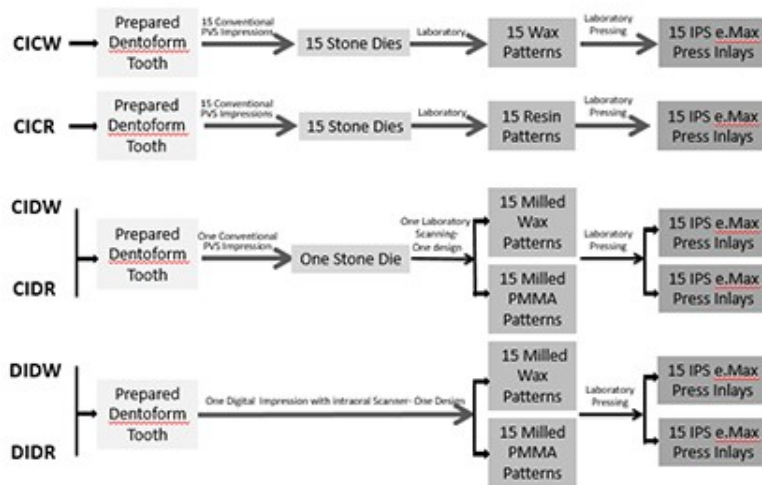 CICW
Prepared
Dentoform
Tooth
15 Conventional
PVS Impressions
15 Stone Dies
Laboratory
15 Wax
Patterns
Laboratory
Pressing
15 IPS e.Max
Press Inlays
CICR
Prepared
Dentoform
Tooth
15 Conventional
PVS Impressions
15 Stone Dies
Laboratory
15 Resin
Patterns
Laboratory
Pressing
15 IPS e.Max
Press Inlays
CIDW
CIDR
Prepared
Dentoform
Tooth
One Conventional
PVS Impression
One Stone Die
One Laboratory
Scanning-
One design
15 Milled
Wax
Patterns
15 Milled
PMMA
Patterns
Laboratory
Pressing
15 IPS e.Max
Press Inlays
15 IPS e.Max
Press Inlays
DIDW
DIDR
Prepared
Dentoform
Tooth
One Digital Impression with intraoral Scanner- One Design
15 Milled
Wax
Patterns
15 Milled
PMMA
Patterns
Laboratory
Pressing
15 IPS e.Max
Press Inlays
15 IPS e.Max
Press Inlays